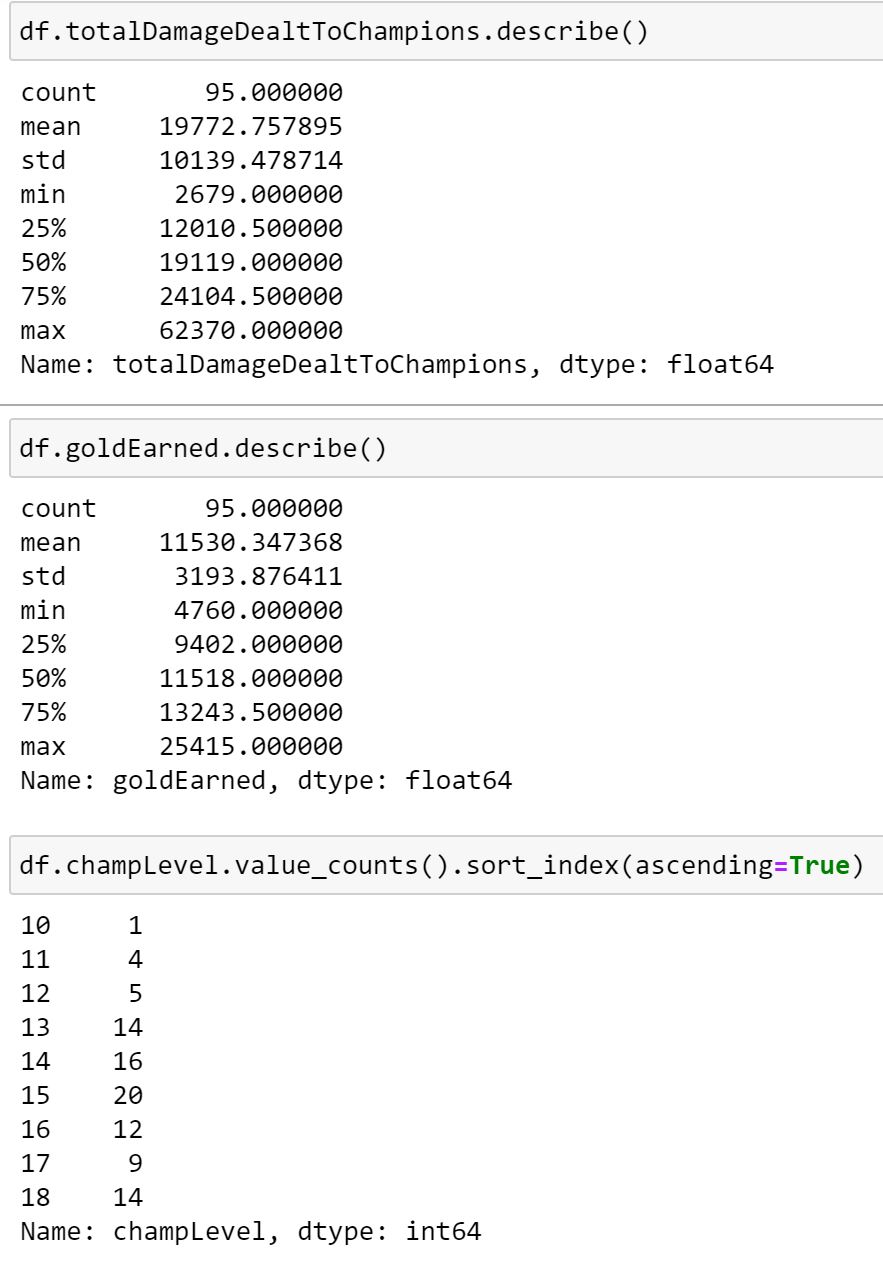 df.totalDamageDealtToChampions.describe()
count 95.000000
mean 19772.757895
std 10139.478714
min 2679.000000
25% 12010.500000
50% 19119.000000
75% 24104.500000
max 62370.000000
Name: totalDamageDealtToChampions, dtype: float64
df.goldEarned.describe()
count 95.000000
mean 11530.347368
std 3193.876411
min 4760.000000
25% 9402.000000
50% 11518.000000
75% 13243.500000
max 25415.000000
Name: goldEarned, dtype: float64
df.champLevel.value_counts().sort_index(ascending=True)
10 1
11 4
12 5
13 14
14 16
15 20
16 12
17 9
18 14
Name: champLevel, dtype: int64